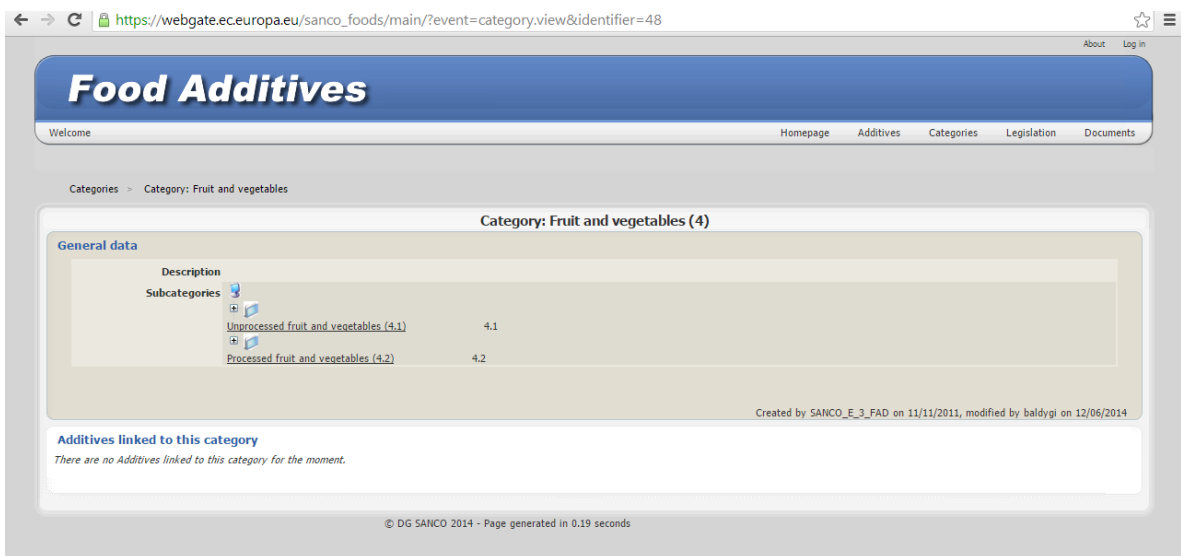 https://webgate.ec.europa.eu/sanco_foods/main/?event=category.view&identifier=48
About Log in
Food Additives
Welcome Homepage Additives Categories Legislation Documents
Categories > Category: Fruit and vegetables
Category: Fruit and vegetables (4)
General data
Description
Subcategories
Unprocessed fruit and vegetables (4.1) 4.1
Processed fruit and vegetables (4.2) 4.2
Created by SANCO_E_3_FAD on 11/11/2011, modified by baldygi on 12/06/2014
Additives linked to this category
There are no Additives linked to this category for the moment.
© DG SANCO 2014 - Page generated in 0.19 seconds